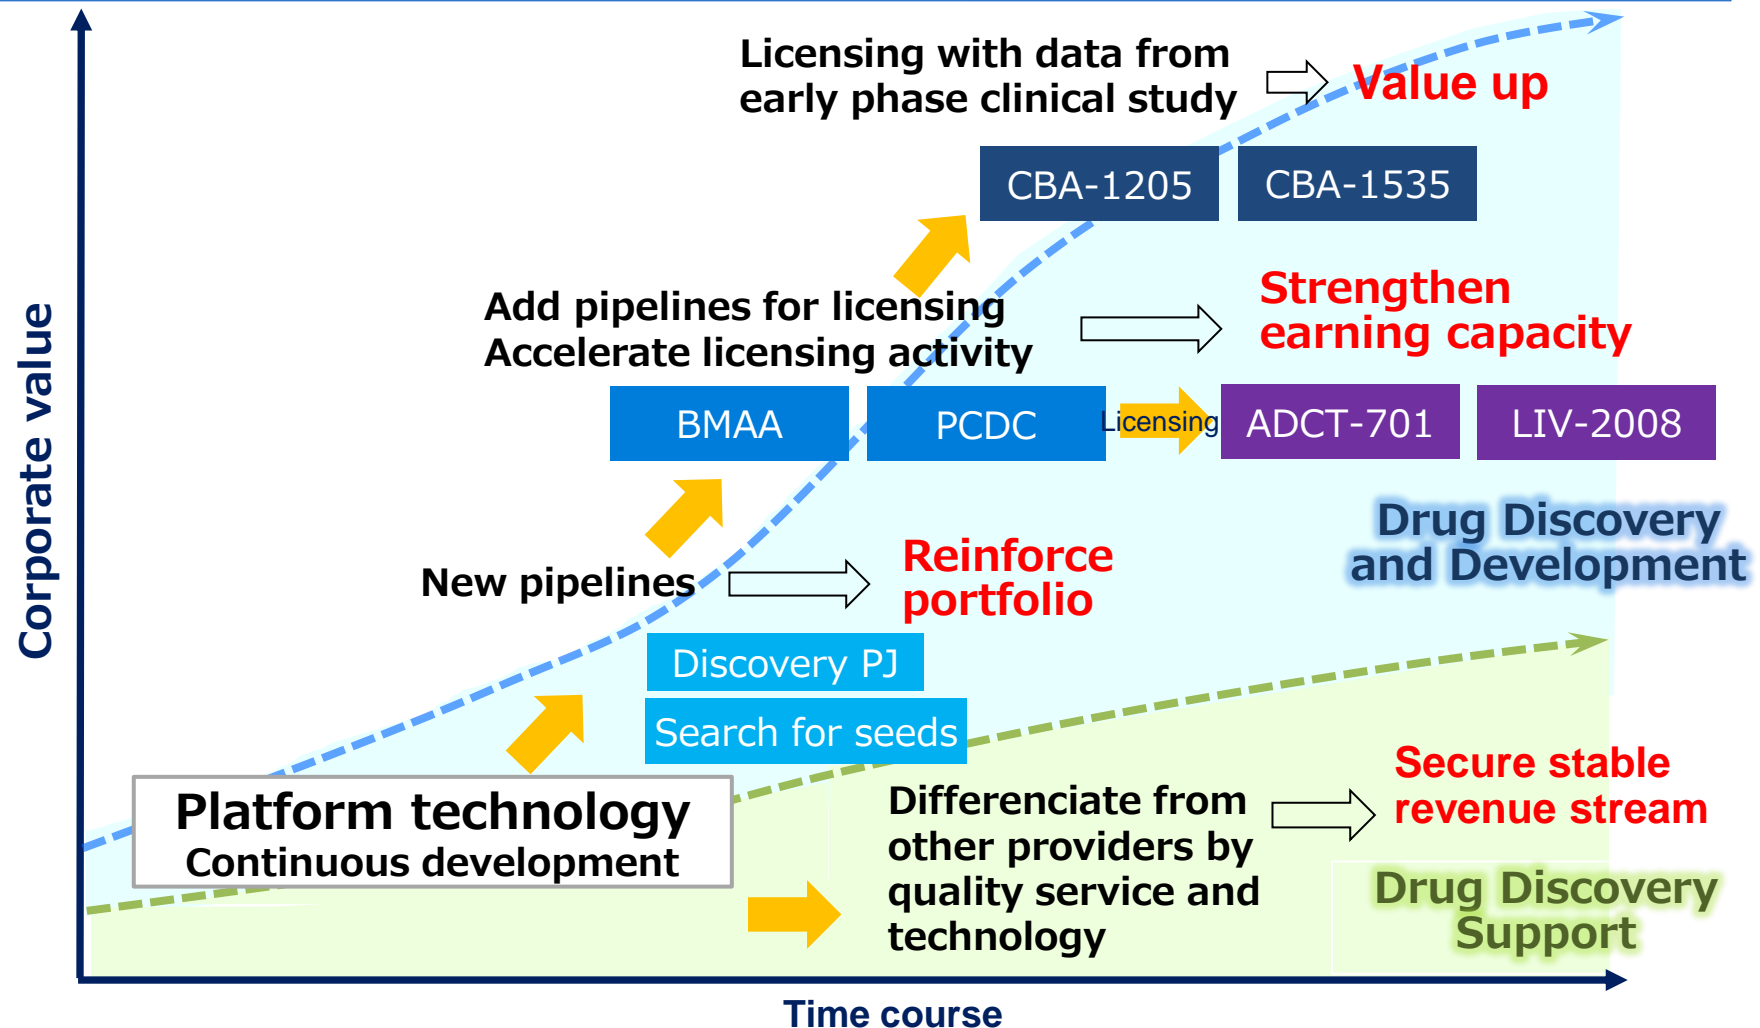 Licensing with data from
early phase clinical study
Value up
CBA-1205
CBA-1535
Add pipelines for licensing
Accelerate licensing activity
Strengthen
earning capacity
BMAA
PCDC
Licensing
ADCT-701
LIV-2008
Drug Discovery
and Development
New pipelines
Reinforce
portfolio
Discovery PJ
Search for seeds
Platform technology
Continuous development
Differenciate from
other providers by
quality service and
technology
Secure stable
revenue stream
Drug Discovery
Support
Corporate value
Time course